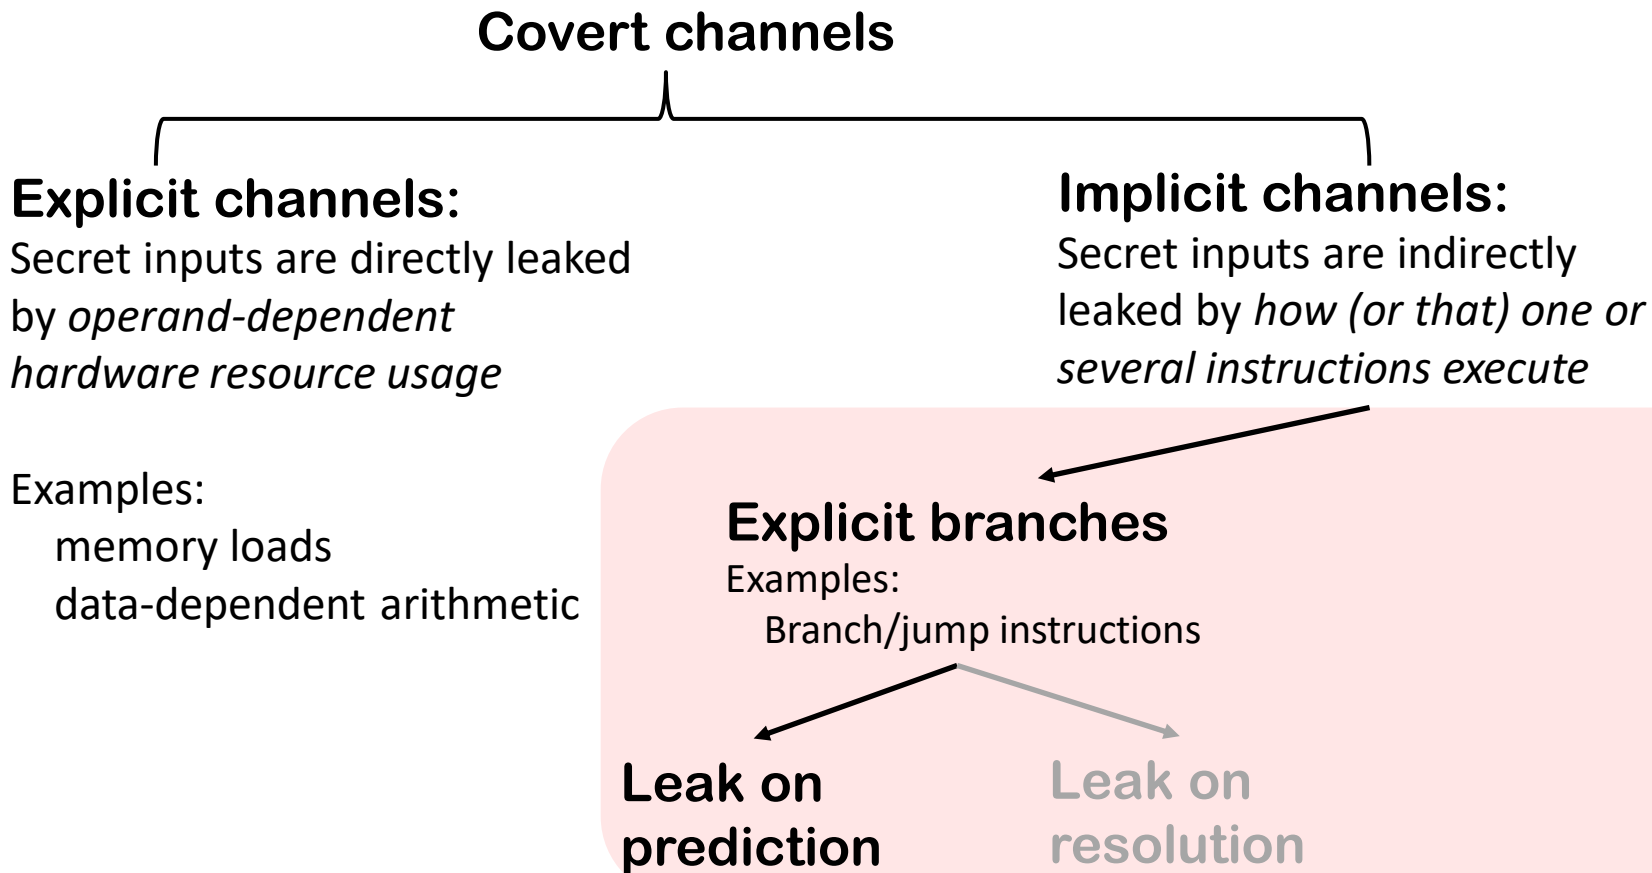 Covert channels
Explicit channels:
Secret inputs are directly leaked
by operand-dependent
hardware resource usage
Examples:
memory loads
data-dependent arithmetic
Implicit channels:
Secret inputs are indirectly
leaked by how (or that) one or
several instructions execute
Explicit branches
Examples:
Branch/jump instructions
Leak on
prediction
Leak on
resolution